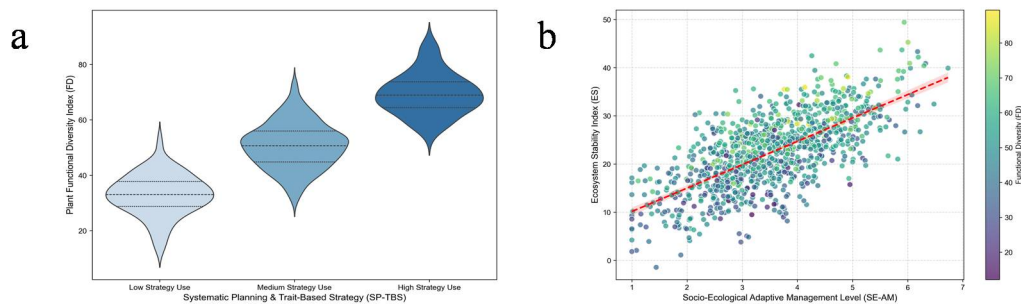 a
Plant Functional Diversity Index (FD)
80
60
40
20
Low Strategy Use
Medium Strategy Use
High Strategy Use
Systematic Planning & Trait-Based Strategy (SP-TBS)
b
Ecosystem Stability Index (ES)
50
40
30
20
10
0
1
2
3
4
5
6
7
Socio-Ecological Adaptive Management Level (SE-AM)
80
70
60
50
40
30
20
Functional Diversity (FD)